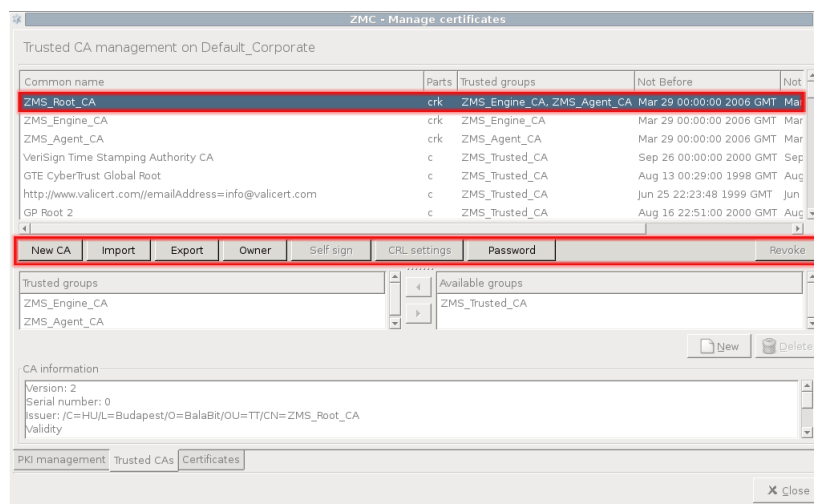 ZMC - Manage certificates
Trusted CA management on Default_Corporate
Common name Parts Trusted groups Not Before Not
ZMS_Root_CA crk ZMS_Engine_CA, ZMS_Agent_CA Mar 29 00:00:00 2006 GMT Mar
ZMS_Engine_CA crk ZMS_Engine_CA Mar 29 00:00:00 2006 GMT Mar
ZMS_Agent_CA crk ZMS_Agent_CA Mar 29 00:00:00 2006 GMT Mar
VeriSign Time Stamping Authority CA c ZMS_Trusted_CA Sep 26 00:00:00 2000 GMT Sep
GTE CyberTrust Global Root c ZMS_Trusted_CA Aug 13 00:29:00 1998 GMT Aug
http://www.valicert.com//emailAddress=info@valicert.com c ZMS_Trusted_CA Jun 25 22:23:48 1999 GMT Jun
GP Root 2 c ZMS_Trusted_CA Aug 16 22:51:00 2000 GMT Aug
New CA Import Export Owner Self sign CRL settings Password Revoke
Trusted groups Available groups
ZMS_Engine_CA ZMS_Trusted_CA
ZMS_Agent_CA
New Delete
CA information
Version: 2
Serial number: 0
Issuer: /C=HU/L=Budapest/O=BalaBit/OU=TT/CN=ZMS_Root_CA
Validity
PKI management Trusted CAs Certificates
Close